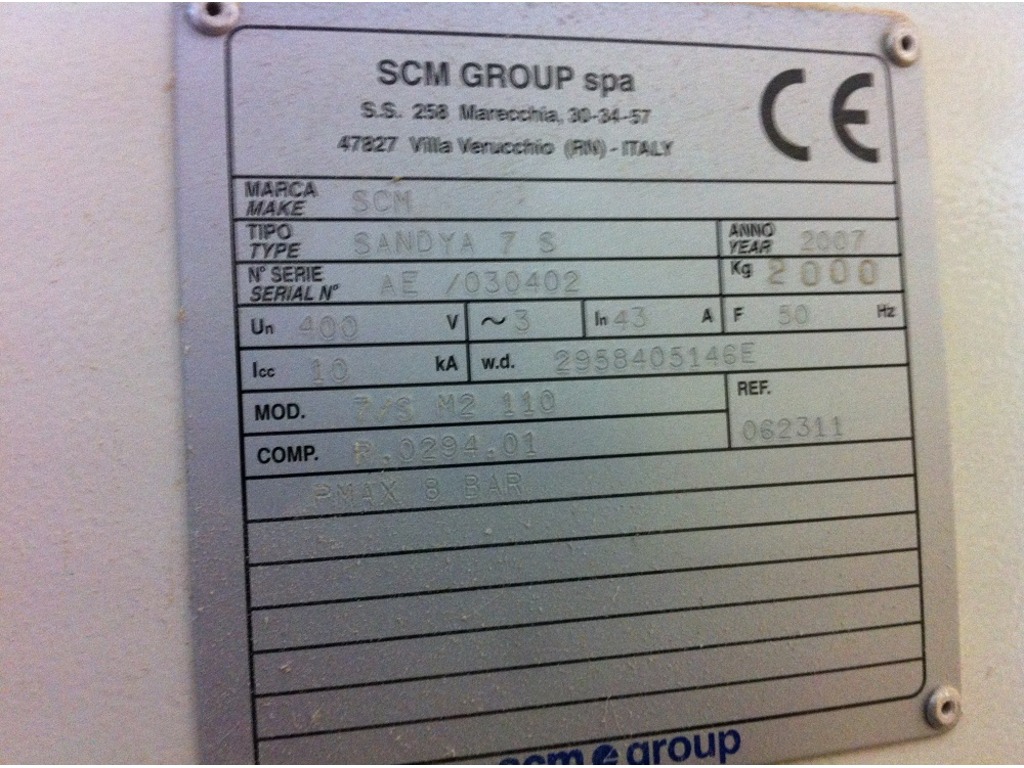 SCM GROUP spa
S.S. 258 Marecchia, 30-34-57
47827 Villa Verucchio (RN) - ITALY
CE
MARCA
MAKE SCM
TIPO
TYPE SANDYA 7 S
ANNO
YEAR 2007
N° SERIE
SERIAL N° AE /030402
Kg 2000
Un 400 V ~ 3 In 43 A F 50 Hz
Icc 10 kA w.d. 2958405146E
MOD. 7/S M2 110
REF.
062311
COMP. R.0294.01
PMAX 8 BAR
scm group